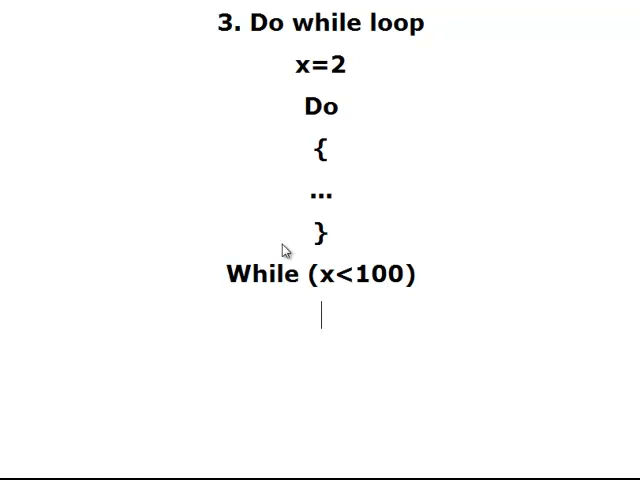 3. Do while loop
x=2
Do
{
...
}
While (x<100)